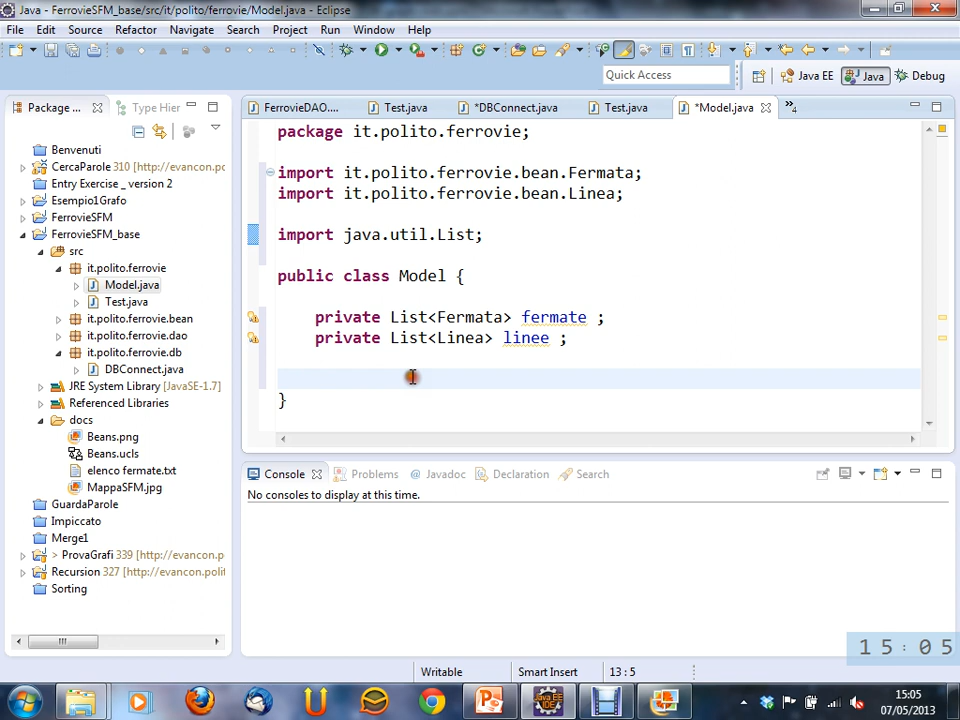 Java - FerrovieSFM_base/src/it/polito/ferrovie/Model.java - Eclipse
File Edit Source Refactor Navigate Search Project Run Window Help
Quick Access
Java EE
Java
Debug
Package ...
Type Hier
Benvenuti
CercaParole 310 [http://evancon.po
Entry Exercise _ version 2
Esempio1Grafo
FerrovieSFM
FerrovieSFM_base
src
it.polito.ferrovie
Model.java
Test.java
it.polito.ferrovie.bean
it.polito.ferrovie.dao
it.polito.ferrovie.db
DBConnect.java
JRE System Library [JavaSE-1.7]
Referenced Libraries
docs
Beans.png
Beans.ucls
elenco fermate.txt
MappaSFM.jpg
GuardaParole
Impiccato
Merge1
> ProvaGrafi 339 [http://evancon.po
Recursion 327 [http://evancon.polit
Sorting
FerrovieDAO....
Test.java
*DBConnect.java
Test.java
*Model.java
4
package it.polito.ferrovie;
import it.polito.ferrovie.bean.Fermata;
import it.polito.ferrovie.bean.Linea;
import java.util.List;
public class Model {
private List<Fermata> fermate ;
private List<Linea> linee ;
}
Console
Problems
@ Javadoc
Declaration
Search
No consoles to display at this time.
15:05
Writable
Smart Insert
13 : 5
15:05
07/05/2013